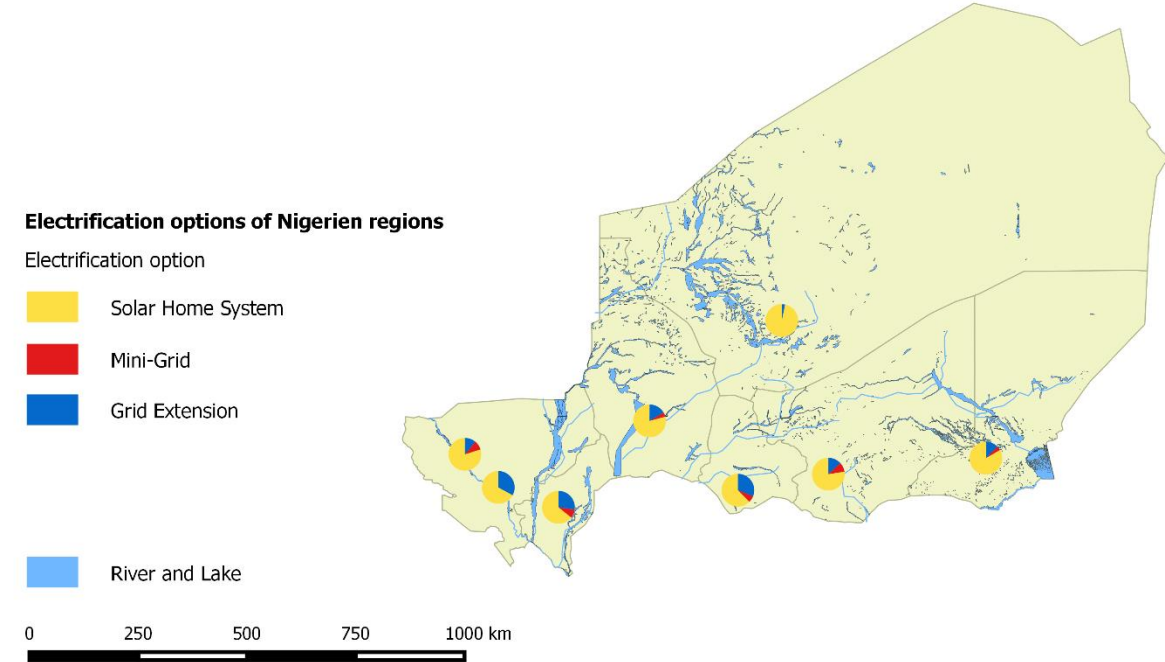 Electrification options of Nigerien regions
Electrification option
Solar Home System
Mini-Grid
Grid Extension
River and Lake
0 250 500 750 1000 km